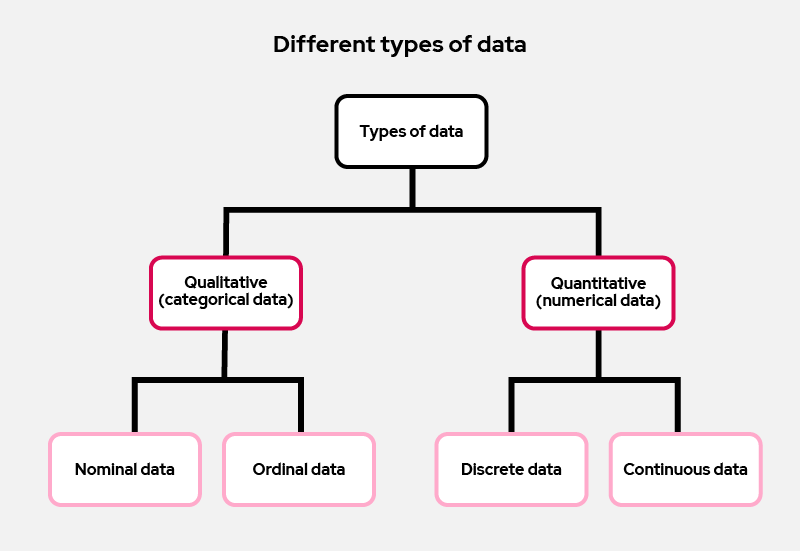 Different types of data
Types of data
Qualitative
(categorical data)
Quantitative
(numerical data)
Nominal data
Ordinal data
Discrete data
Continuous data